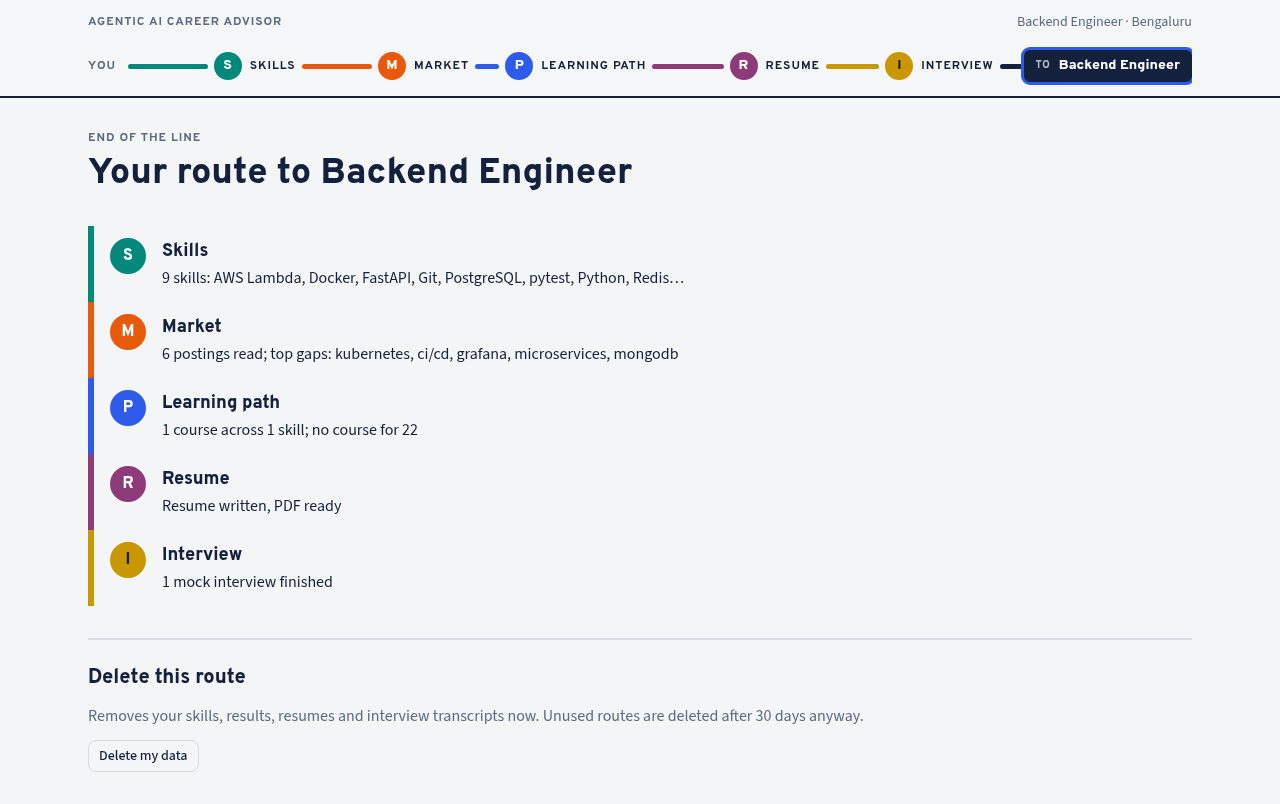 AGENTIC AI CAREER ADVISOR
Backend Engineer · Bengaluru
YOU S SKILLS M MARKET P LEARNING PATH R RESUME I INTERVIEW TO Backend Engineer
END OF THE LINE
Your route to Backend Engineer
S Skills
9 skills: AWS Lambda, Docker, FastAPI, Git, PostgreSQL, pytest, Python, Redis…
M Market
6 postings read; top gaps: kubernetes, ci/cd, grafana, microservices, mongodb
P Learning path
1 course across 1 skill; no course for 22
R Resume
Resume written, PDF ready
I Interview
1 mock interview finished
Delete this route
Removes your skills, results, resumes and interview transcripts now. Unused routes are deleted after 30 days anyway.
Delete my data